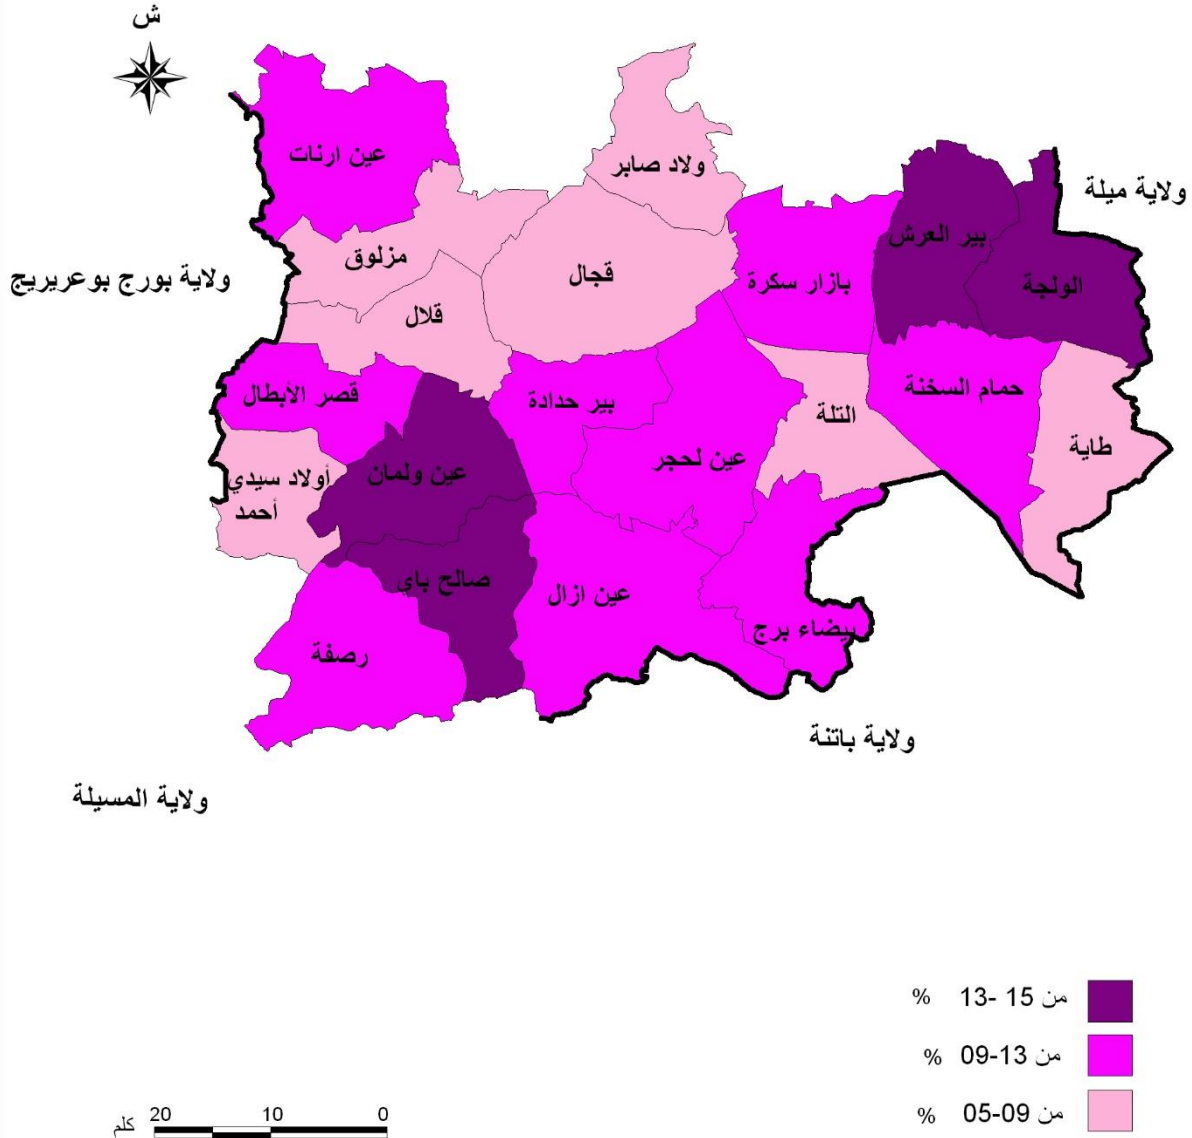 ش
عين ارنات
ولاد صابر
ولاية ميلة
بير العرش
مزلوق
قجال
بازار سكرة
الولجة
ولاية بورج بوعريريج
قلال
قصر الأبطال
بير حدادة
التلة
حمام السخنة
طاية
عين ولمان
عين لحجر
أولاد سيدي
أحمد
صالح باي
عين ازال
بيضاء برج
رصفة
ولاية باتنة
ولاية المسيلة
من 15 -13 %
من 13-09 %
من 09-05 %
20 10 0
كلم